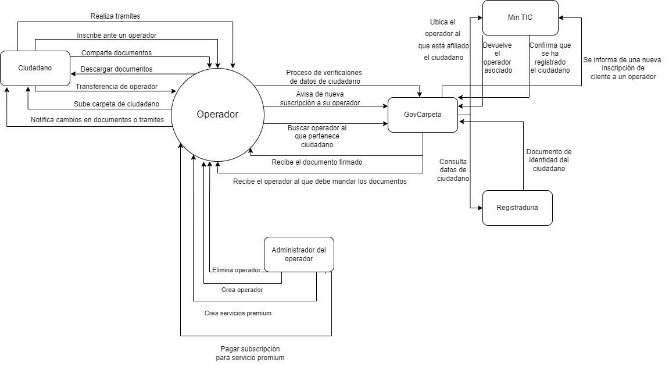 Realiza tramites
Inscribe ante un operador
Comparte documentos
Ciudadano
Descargar documentos
Transferencia de operador
Sube carpeta de ciudadano
Notifica cambios en documentos o tramites
Operador
Proceso de verificaciones
de datos de ciudadano
Avisa de nueva
suscripción a su operador
Buscar operador al
que pertenece
ciudadano
Recibe el documento firmado
Recibe el operador al que debe mandar los documentos
GovCarpeta
Ubica el
operador al
que está afiliado
el ciudadano
Min TIC
Devuelve
el
operador
asociado
Confirma que
se ha
registrado
el ciudadano
Se informa de una nueva
inscripción de
cliente a un operador
Consulta
datos de
ciudadano
Documento de
identidad del
ciudadano
Registraduria
Administrador del
operador
Elimina operador
Crea operador
Crea servicios premium
Pagar subscripción
para servicio premium